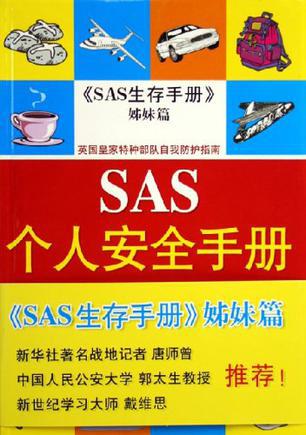 《SAS生存手册》
姊妹篇
英国皇家特种部队自我防护指南
SAS
个人安全手册
《SAS生存手册》姊妹篇
新华社著名战地记者 唐师曾
中国人民公安大学 郭太生教授
新世纪学习大师 戴维思
推荐！